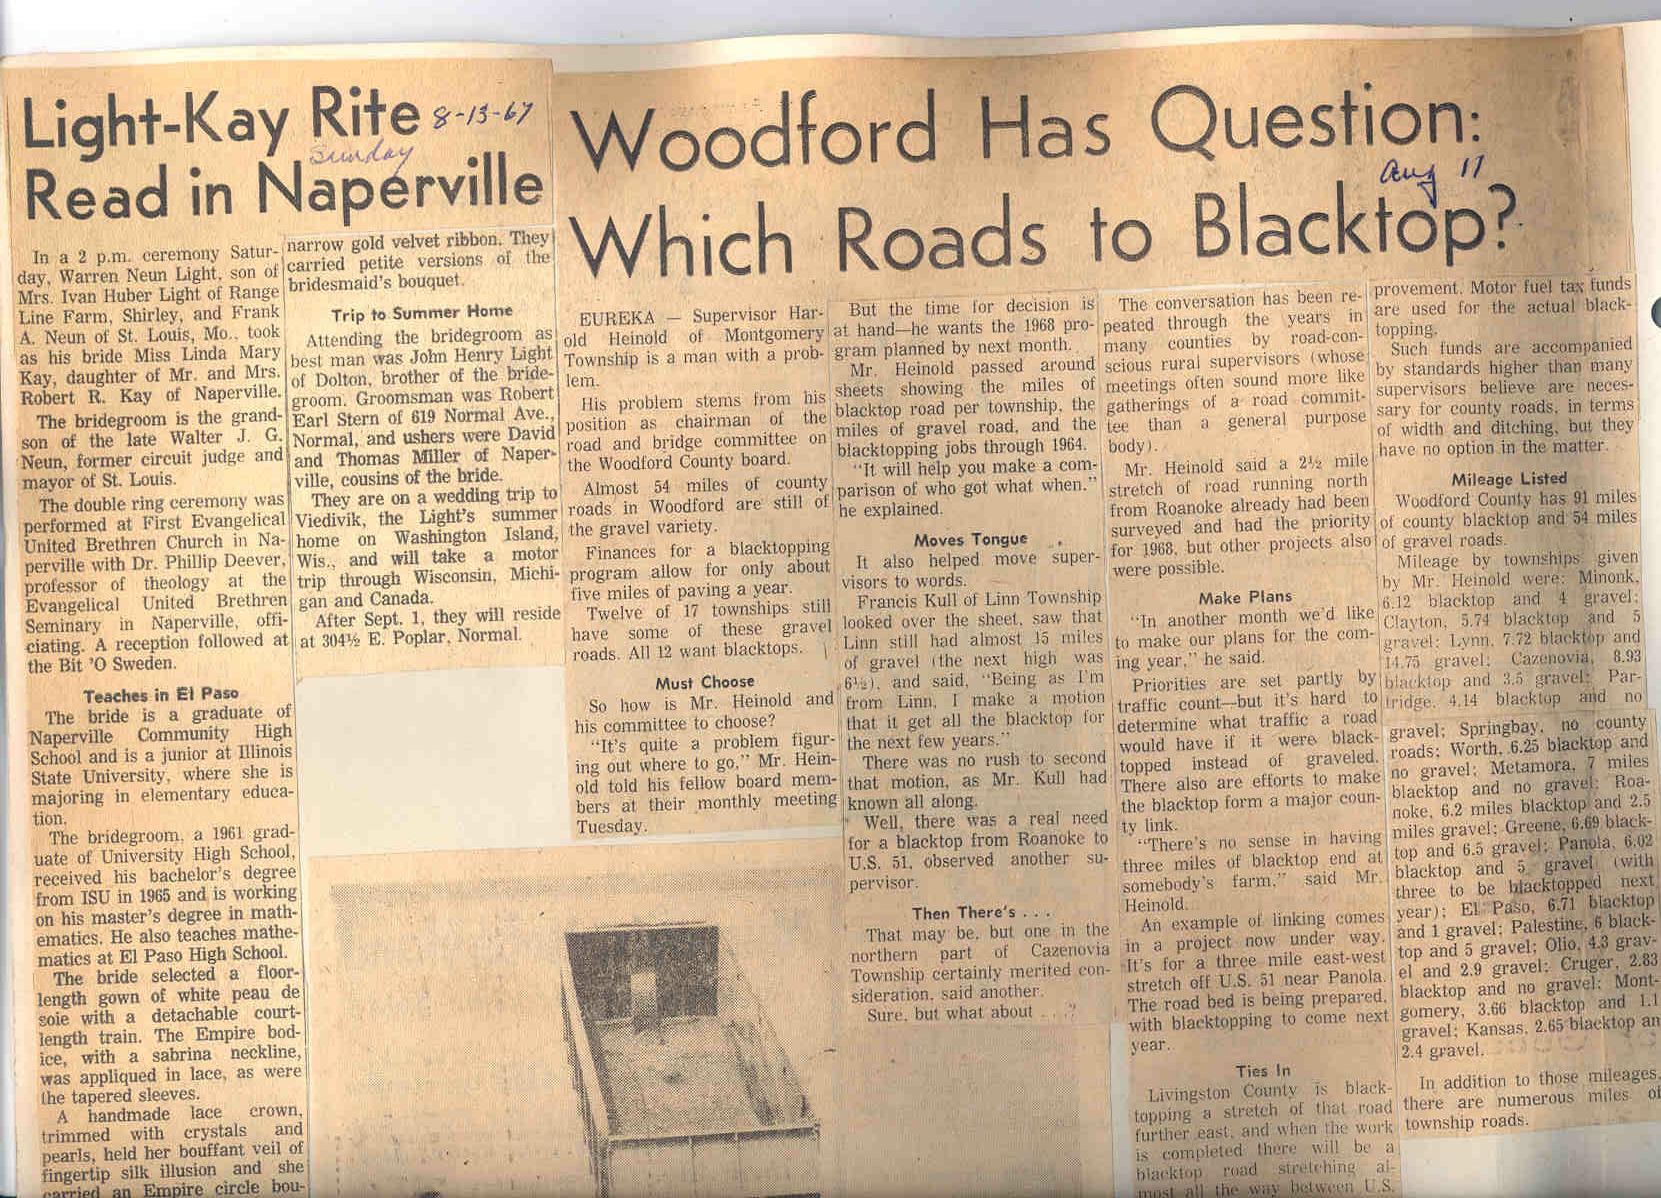 Light-Kay Rite
8-13-67
Sunday
Read in Naperville
In a 2 p.m. ceremony Satur-
day, Warren Neun Light, son of
Mrs. Ivan Huber Light of Range
Line Farm, Shirley, and Frank
A. Neun of St. Louis, Mo., took
as his bride Miss Linda Mary
Kay, daughter of Mr. and Mrs.
Robert R. Kay of Naperville.
The bridegroom is the grand-
son of the late Walter J. G.
Neun, former circuit judge and
mayor of St. Louis.
The double ring ceremony was
performed at First Evangelical
United Brethren Church in Na-
perville with Dr. Phillip Deever,
professor of theology at the
Evangelical United Brethren
Seminary in Naperville, offi-
ciating. A reception followed at
the Bit 'O Sweden.
Teaches in El Paso
The bride is a graduate of
Naperville Community High
School and is a junior at Illinois
State University, where she is
majoring in elementary educa-
tion.
The bridegroom, a 1961 grad-
uate of University High School,
received his bachelor's degree
from ISU in 1965 and is working
on his master's degree in math-
ematics. He also teaches mathe-
matics at El Paso High School.
The bride selected a floor-
length gown of white peau de
soie with a detachable court-
length train. The Empire bod-
ice, with a sabrina neckline,
was appliqued in lace, as were
the tapered sleeves.
A handmade lace crown,
trimmed with crystals and
pearls, held her bouffant veil of
fingertip silk illusion and she
carried an Empire circle bou-
narrow gold velvet ribbon. They
carried petite versions of the
bridesmaid's bouquet.
Trip to Summer Home
Attending the bridegroom as
best man was John Henry Light
of Dolton, brother of the bride-
groom. Groomsman was Robert
Earl Stern of 619 Normal Ave.,
Normal, and ushers were David
and Thomas Miller of Naper-
ville, cousins of the bride.
They are on a wedding trip to
Viedivik, the Light's summer
home on Washington Island,
Wis., and will take a motor
trip through Wisconsin, Michi-
gan and Canada.
After Sept. 1, they will reside
at 304½ E. Poplar, Normal.
Woodford Has Question:
Aug 17
Which Roads to Blacktop?
EUREKA — Supervisor Har-
old Heinold of Montgomery
Township is a man with a prob-
lem.
His problem stems from his
position as chairman of the
road and bridge committee on
the Woodford County board.
Almost 54 miles of county
roads in Woodford are still of
the gravel variety.
Finances for a blacktopping
program allow for only about
five miles of paving a year.
Twelve of 17 townships still
have some of these gravel
roads. All 12 want blacktops.
Must Choose
So how is Mr. Heinold and
his committee to choose?
"It's quite a problem figur-
ing out where to go," Mr. Hein-
old told his fellow board mem-
bers at their monthly meeting
Tuesday.
But the time for decision is
at hand—he wants the 1968 pro-
gram planned by next month.
Mr. Heinold passed around
sheets showing the miles of
blacktop road per township, the
miles of gravel road, and the
blacktopping jobs through 1964.
"It will help you make a com-
parison of who got what when."
he explained.
Moves Tongue
It also helped move super-
visors to words.
Francis Kull of Linn Township
looked over the sheet, saw that
Linn still had almost 15 miles
of gravel (the next high was
6½), and said, "Being as I'm
from Linn, I make a motion
that it get all the blacktop for
the next few years."
There was no rush to second
that motion, as Mr. Kull had
known all along.
Well, there was a real need
for a blacktop from Roanoke to
U.S. 51, observed another su-
pervisor.
Then There's . . .
That may be, but one in the
northern part of Cazenovia
Township certainly merited con-
sideration, said another.
Sure, but what about . . .?
The conversation has been re-
peated through the years in
many counties by road-con-
scious rural supervisors (whose
meetings often sound more like
gatherings of a road commit-
tee than a general purpose
body).
Mr. Heinold said a 2½ mile
stretch of road running north
from Roanoke already had been
surveyed and had the priority
for 1968, but other projects also
were possible.
Make Plans
"In another month we'd like
to make our plans for the com-
ing year," he said.
Priorities are set partly by
traffic count—but it's hard to
determine what traffic a road
would have if it were black-
topped instead of graveled.
There also are efforts to make
the blacktop form a major coun-
ty link.
"There's no sense in having
three miles of blacktop end at
somebody's farm," said Mr.
Heinold.
An example of linking comes
in a project now under way.
It's for a three mile east-west
stretch off U.S. 51 near Panola.
The road bed is being prepared,
with blacktopping to come next
year.
Ties In
Livingston County is black-
topping a stretch of that road
further east, and when the work
is completed there will be a
blacktop road stretching al-
most all the way between U.S.
provement. Motor fuel tax funds
are used for the actual black-
topping.
Such funds are accompanied
by standards higher than many
supervisors believe are neces-
sary for county roads, in terms
of width and ditching, but they
have no option in the matter.
Mileage Listed
Woodford County has 91 miles
of county blacktop and 54 miles
of gravel roads.
Mileage by townships given
by Mr. Heinold were: Minonk,
6.12 blacktop and 4 gravel;
Clayton, 5.74 blacktop and 5
gravel; Lynn, 7.72 blacktop and
14.75 gravel; Cazenovia, 8.93
blacktop and 3.5 gravel; Par-
tridge, 4.14 blacktop and no
gravel; Springbay, no county
roads; Worth, 6.25 blacktop and
no gravel; Metamora, 7 miles
blacktop and no gravel; Roa-
noke, 6.2 miles blacktop and 2.5
miles gravel; Greene, 6.69 black-
top and 6.5 gravel; Panola, 6.02
blacktop and 5 gravel (with
three to be blacktopped next
year); El Paso, 6.71 blacktop
and 1 gravel; Palestine, 6 black-
top and 5 gravel; Olio, 4.3 grav-
el and 2.9 gravel; Cruger, 2.83
blacktop and no gravel; Mont-
gomery, 3.66 blacktop and 1.1
gravel; Kansas, 2.65 blacktop an
2.4 gravel.
In addition to those mileages,
there are numerous miles of
township roads.